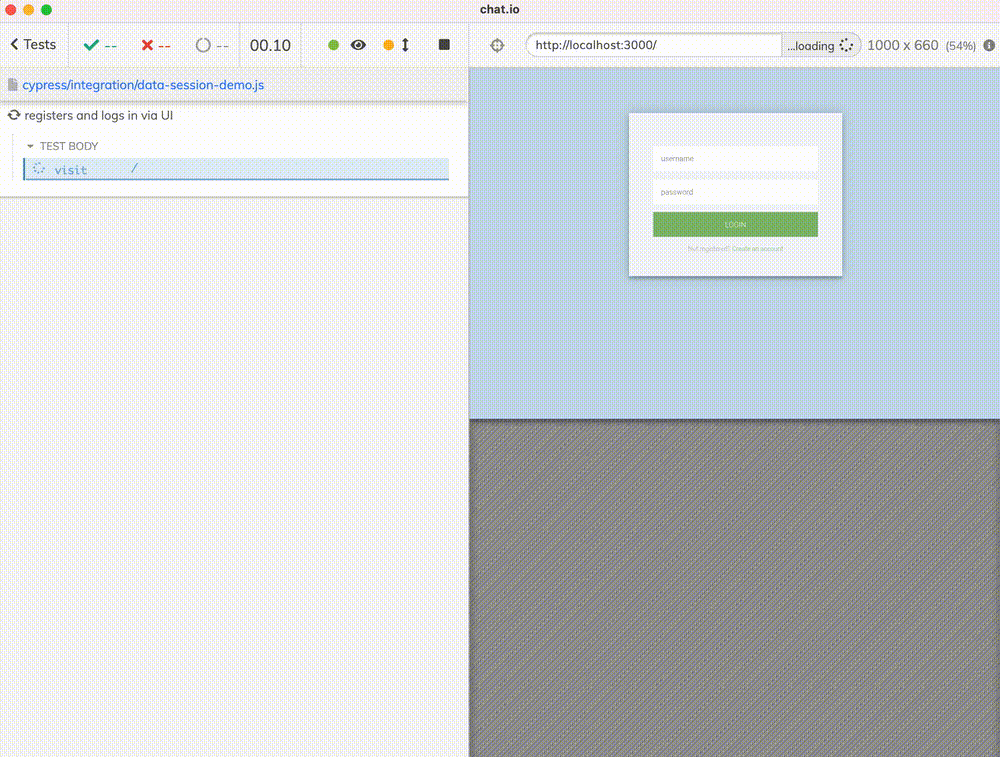 chat.io
Tests -- -- -- 00.10
http://localhost:3000/ ...loading 1000 x 660 (54%)
cypress/integration/data-session-demo.js
registers and logs in via UI
TEST BODY
visit /
username
password
LOGIN
Not registered? Create an account